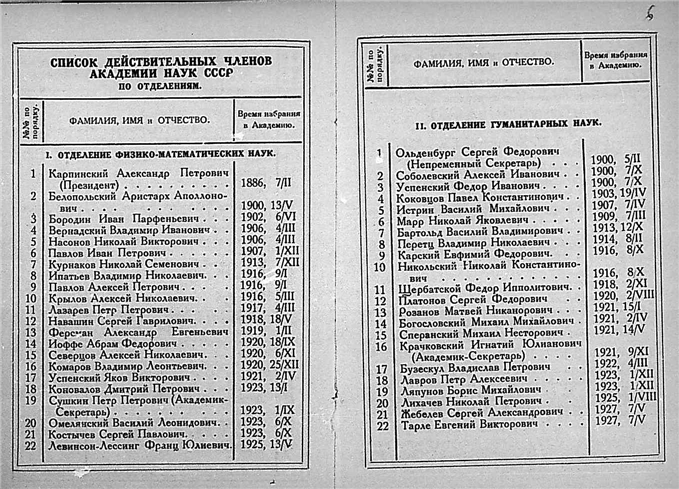 СПИСОК ДЕЙСТВИТЕЛЬНЫХ ЧЛЕНОВ
АКАДЕМИИ НАУК СССР
ПО ОТДЕЛЕНИЯМ.
№№ по порядку.
ФАМИЛИЯ, ИМЯ и ОТЧЕСТВО.
Время набрания в Академию.
I. ОТДЕЛЕНИЕ ФИЗИКО-МАТЕМАТИЧЕСКИХ НАУК.
1 Карпинский Александр Петрович
(Президент) . . . . . . . . . . 1886, 7/II
2 Белопольский Аристарх Аполлоно-
вич . . . . . . . . . . . . 1900, 13/V
3 Бородин Иван Парфеньевич . . 1902, 6/VI
4 Вернадский Владимир Иванович . . 1906, 4/III
5 Насонов Николай Викторович . . 1906, 4/III
6 Павлов Иван Петрович . . . . . 1907, 1/XII
7 Курнаков Николай Семенович . . 1913, 7/XII
8 Ипатьев Владимир Николаевич. . 1916, 9/I
9 Павлов Алексей Петрович . . . . 1916, 9/I
10 Крылов Алексей Николаевич. . . 1916, 5/III
11 Лазарев Петр Петрович . . . . . 1917, 4/III
12 Навашин Сергей Гаврилович. . . 1918, 18/V
13 Ферсман Александр Евгеньевич 1919, 1/II
14 Иоффе Абрам Федорович . . . . 1920, 18/IX
15 Северцов Алексей Николаевич . . 1920, 6/XI
16 Комаров Владимир Леонтьевич. . 1920, 25/XII
17 Успенский Яков Викторович . . . 1921, 2/IV
18 Коновалов Дмитрий Петрович . . 1923, 13/I
19 Сушкин Петр Петрович (Академик-
Секретарь) . . . . . . . . . . 1923, 1/IX
20 Омелянский Василий Леонидович. . 1923, 6/X
21 Костычев Сергей Павлович. . . . 1923, 6/X
22 Левинсон-Лессинг Франц Юлиевич. 1925, 13/V
6
№№ по порядку.
ФАМИЛИЯ, ИМЯ и ОТЧЕСТВО.
Время набрания в Академию.
II. ОТДЕЛЕНИЕ ГУМАНИТАРНЫХ НАУК.
1 Ольденбург Сергей Федорович
(Непременный Секретарь) . . . 1900, 5/II
2 Соболевский Алексей Иванович . . 1900, 7/X
3 Успенский Федор Иванович . . . 1900, 7/X
4 Коковцов Павел Константинович 1903, 19/IV
5 Истрин Василий Михайлович . . 1907, 7/IV
6 Марр Николай Яковлевич . . . 1909, 7/III
7 Бартольд Василий Владимирович . 1913, 12/X
8 Перетц Владимир Николаевич . . 1914, 8/II
9 Карский Евфимий Федорович. . . 1916, 8/X
10 Никольский Николай Константино-
вич . . . . . . . . . . . . 1916, 8/X
11 Щербатской Федор Ипполитович. . 1918, 2/XI
12 Платонов Сергей Федорович . . . 1920, 2/VIII
13 Розанов Матвей Никанорович . . 1921, 15/I
14 Богословский Михаил Михайлович . 1921, 2/IV
15 Сперанский Михаил Несторович . . 1921, 14/V
16 Крачковский Игнатий Юлианович
(Академик-Секретарь) . . . . . 1921, 9/XI
17 Бузескул Владислав Петрович . . 1922, 4/III
18 Лавров Петр Алексеевич . . . . 1923, 1/XII
19 Ляпунов Борис Михайлович . . . 1923, 1/XII
20 Лихачев Николай Петрович . . . 1925, 1/VIII
21 Жебелев Сергей Александрович . . 1927, 7/V
22 Тарле Евгений Викторович . . . 1927, 7/V